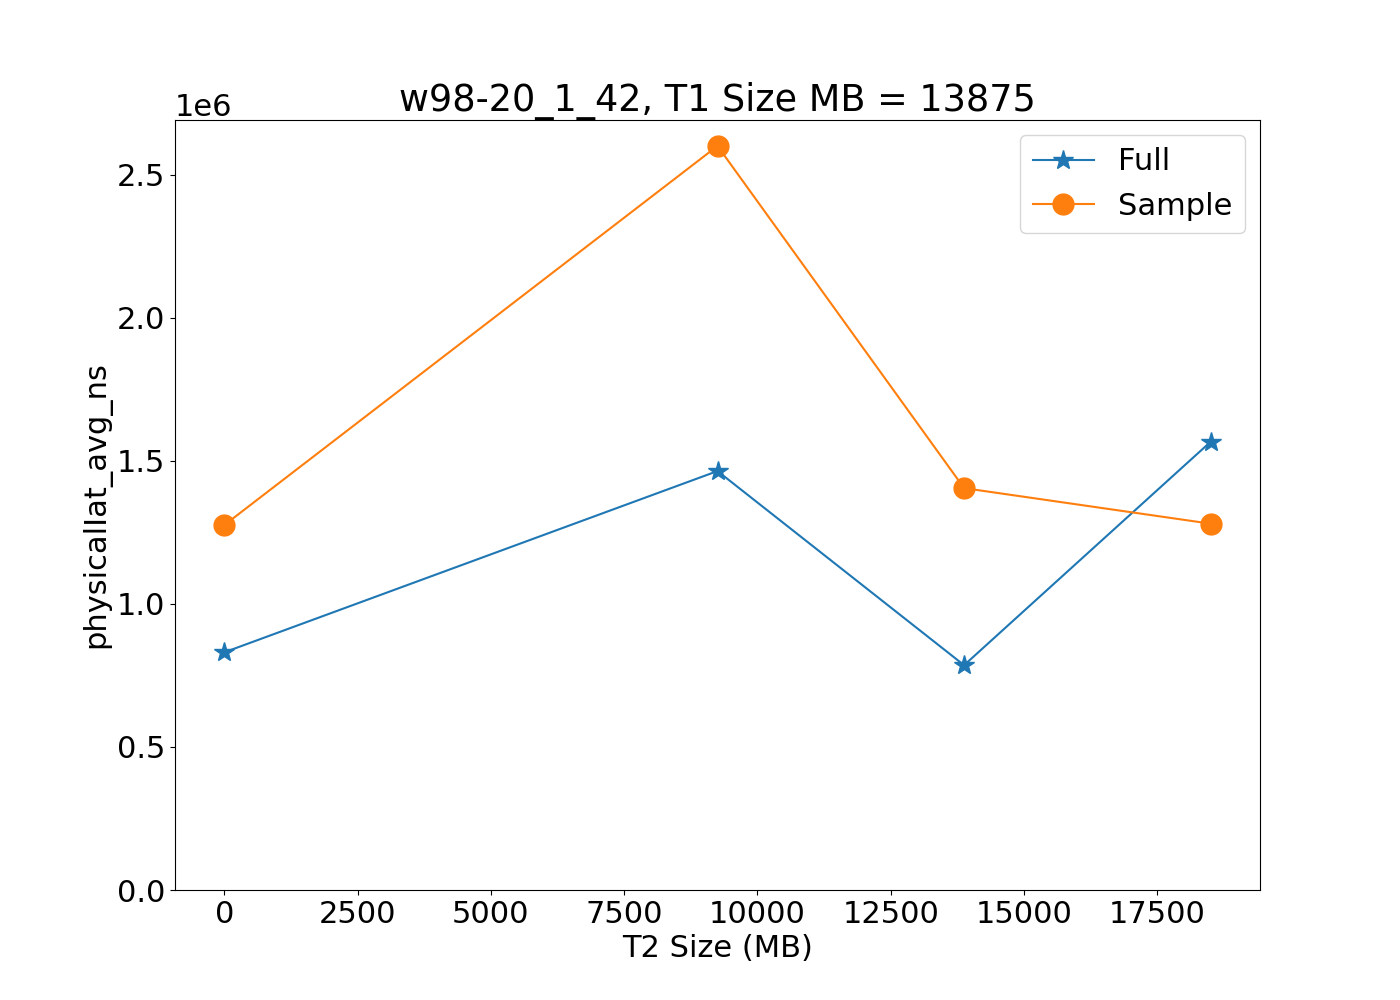 w98-20_1_42, T1 Size MB = 13875
1e6
Full
Sample
2.5
2.0
1.5
1.0
0.5
0.0
physicallat_avg_ns
0 2500 5000 7500 10000 12500 15000 17500
T2 Size (MB)